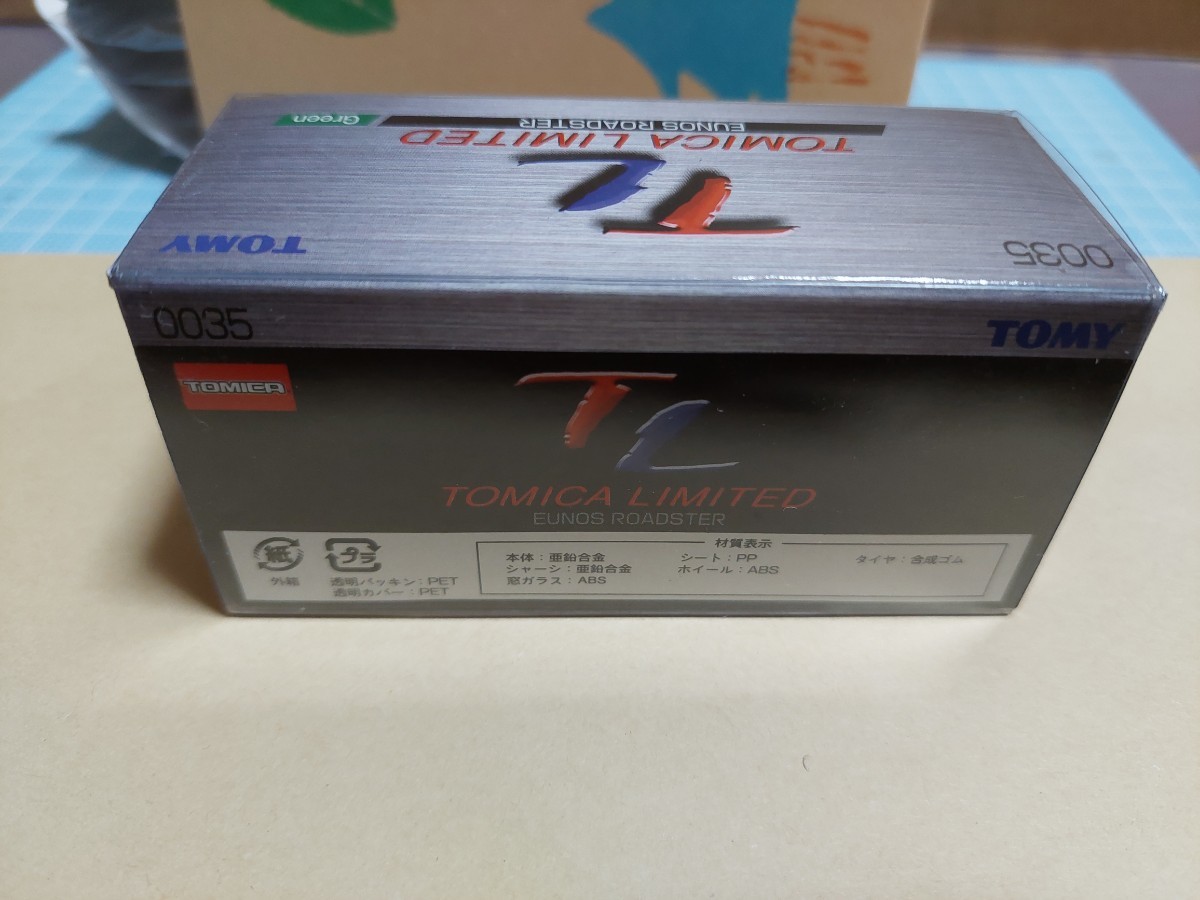 Green
EUNOS ROADSTER
TOMICA LIMITED
TL
TOMY
0035
0035
TOMY
TOMICA
TL
TOMICA LIMITED
EUNOS ROADSTER
紙
外箱
プラ
透明パッキン：PET
透明カバー：PET
材質表示
本体：亜鉛合金
シャーシ：亜鉛合金
窓ガラス：ABS
シート：PP
ホイール：ABS
タイヤ：合成ゴム